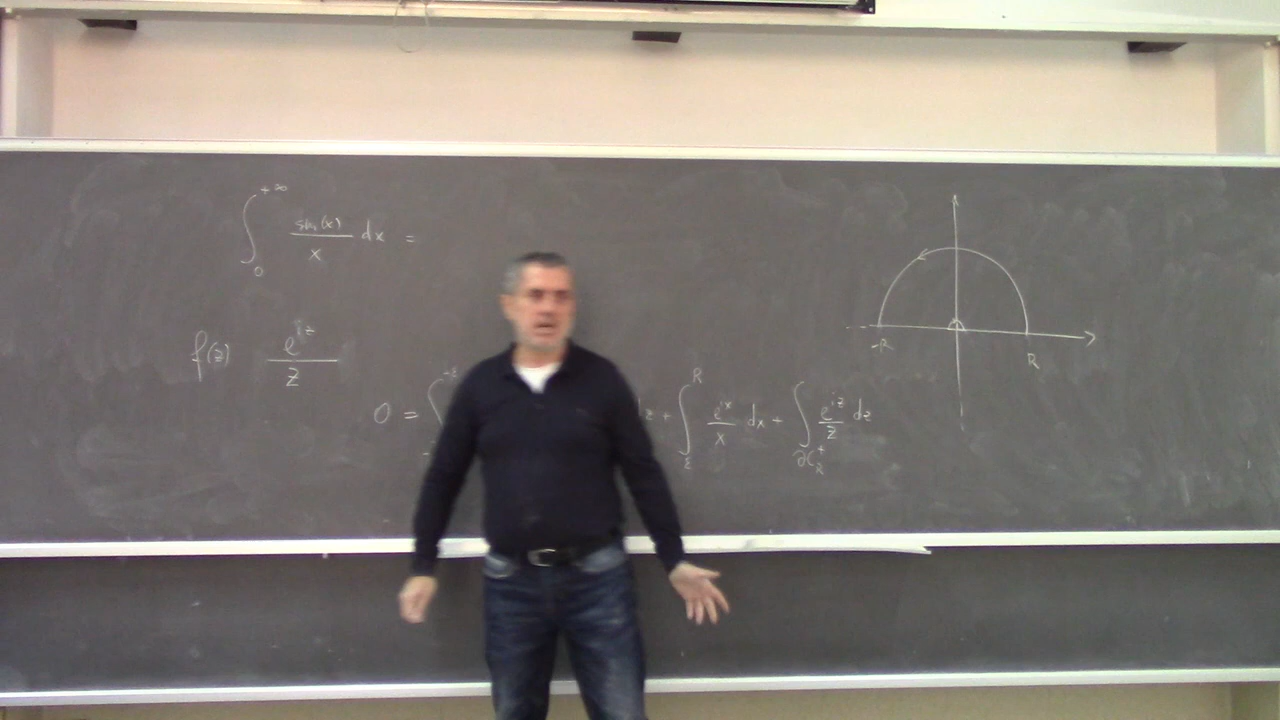 ∫₀^{+∞} sin(x)/x dx =
f(z) e^{iz}/z
0 = ∫^{-ε} dz + ∫_ε^R e^{ix}/x dx + ∫_{∂C_R^+} e^{iz}/z dz
-R R